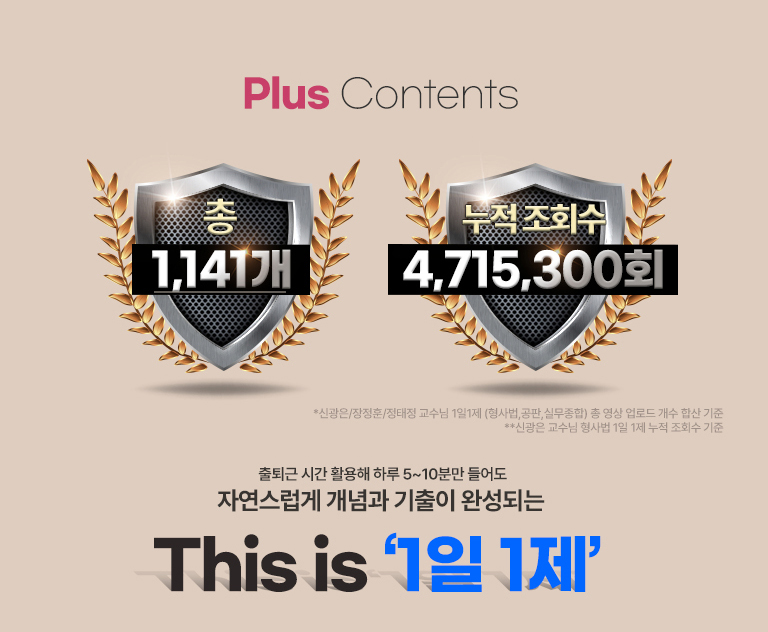 Plus Contents
총
1,141개
누적 조회수
4,715,300회
*신광은/장정훈/정태정 교수님 1일1제 (형사법,공판,실무종합) 총 영상 업로드 개수 합산 기준
**신광은 교수님 형사법 1일 1제 누적 조회수 기준
출퇴근 시간 활용해 하루 5~10분만 들어도
자연스럽게 개념과 기출이 완성되는
This is ‘1일 1제’